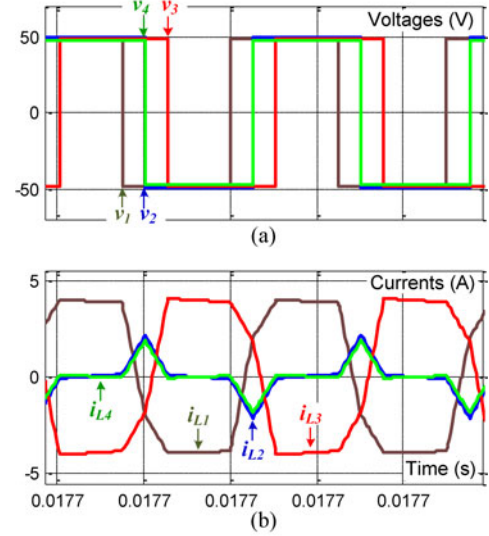 v4 v3
Voltages (V)
50
0
-50
v1 v2
(a)
Currents (A)
5
0
-5
iL4 iL1 iL2 iL3
Time (s)
0.0177 0.0177 0.0177 0.0177 0.0177
(b)